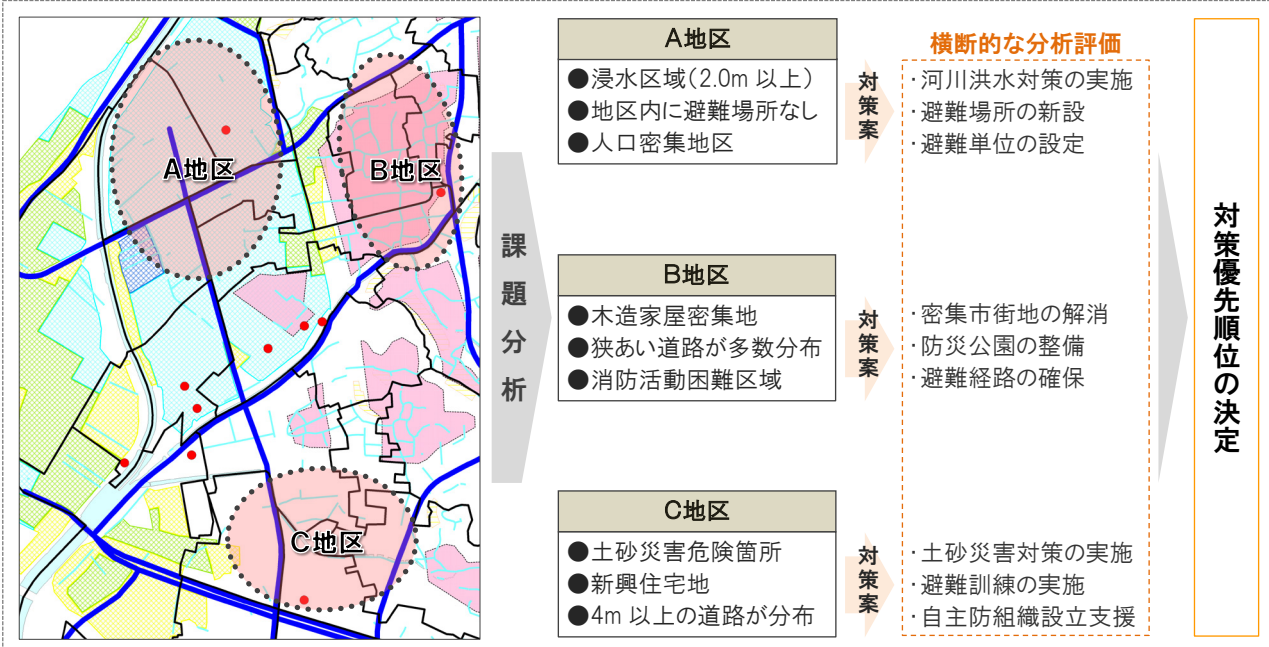 A地区
B地区
C地区
課題分析
A地区
●浸水区域(2.0m 以上)
●地区内に避難場所なし
●人口密集地区
対策案
B地区
●木造家屋密集地
●狭あい道路が多数分布
●消防活動困難区域
対策案
C地区
●土砂災害危険箇所
●新興住宅地
●4m 以上の道路が分布
対策案
横断的な分析評価
・河川洪水対策の実施
・避難場所の新設
・避難単位の設定
・密集市街地の解消
・防災公園の整備
・避難経路の確保
・土砂災害対策の実施
・避難訓練の実施
・自主防組織設立支援
対策優先順位の決定